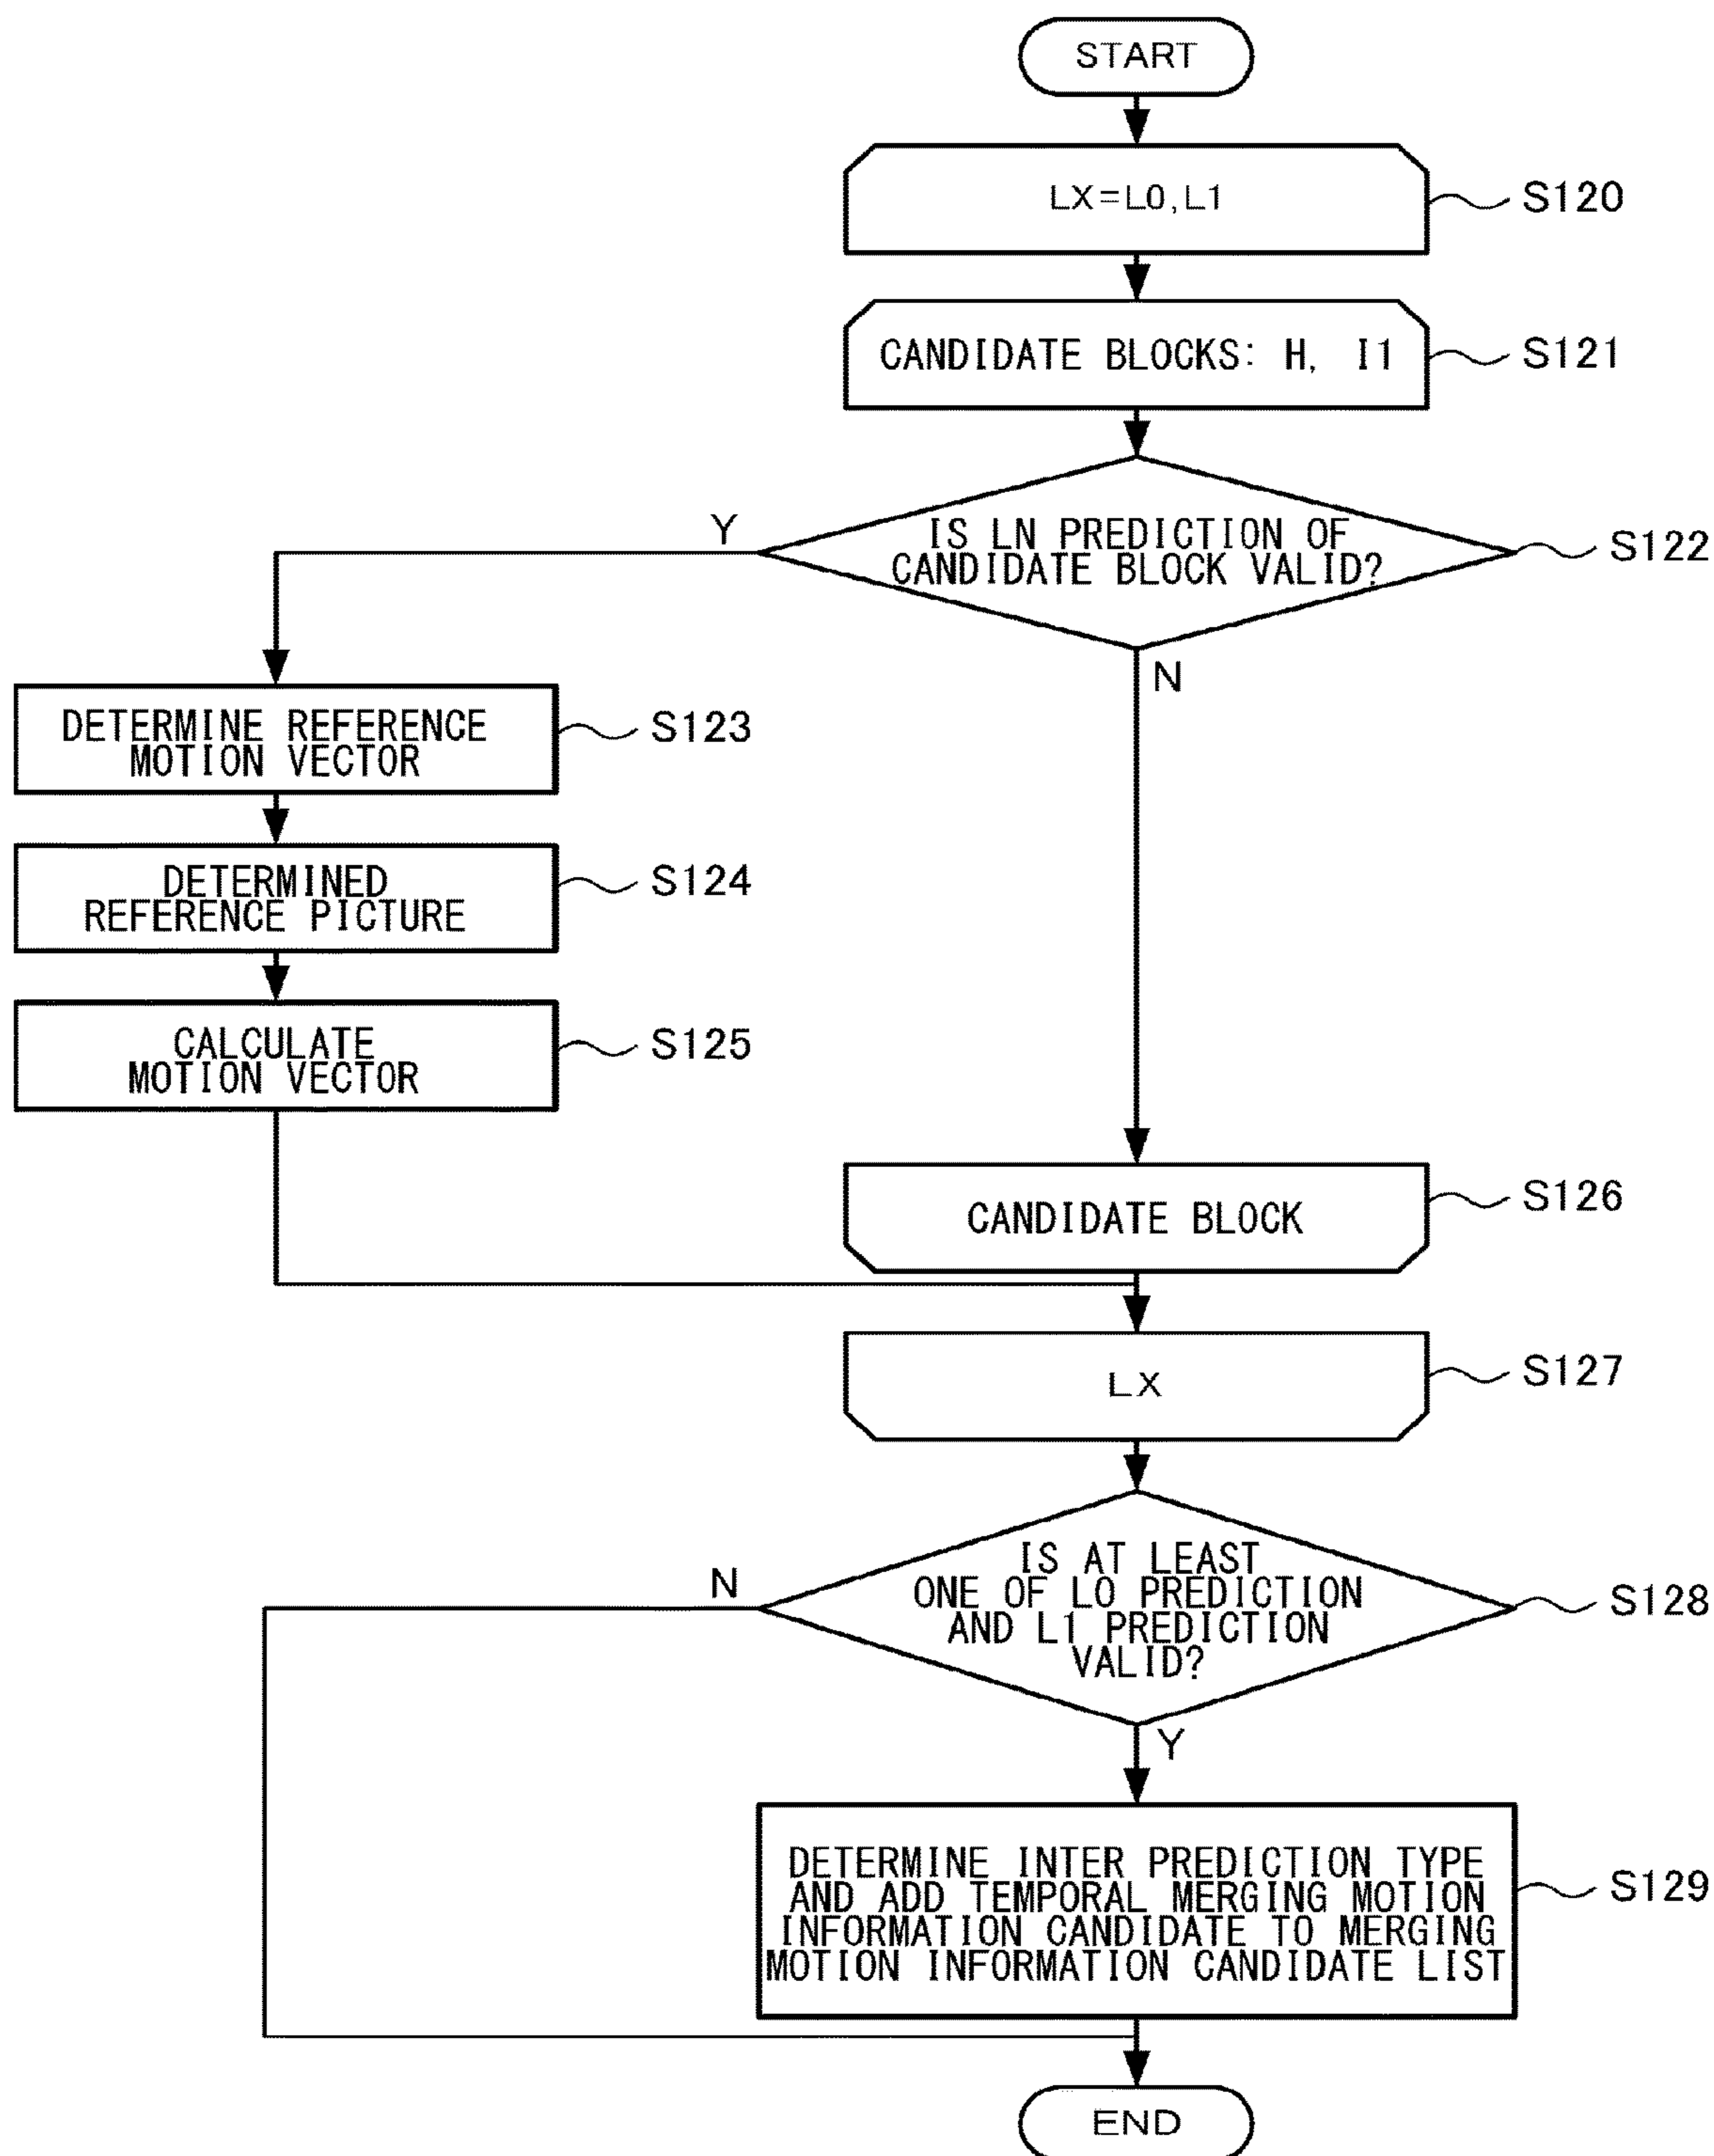 START
LX=L0,L1
S120
CANDIDATE BLOCKS: H, I1
S121
IS LN PREDICTION OF
CANDIDATE BLOCK VALID?
S122
Y
N
DETERMINE REFERENCE
MOTION VECTOR
S123
DETERMINED
REFERENCE PICTURE
S124
CALCULATE
MOTION VECTOR
S125
CANDIDATE BLOCK
S126
LX
S127
IS AT LEAST
ONE OF L0 PREDICTION
AND L1 PREDICTION
VALID?
S128
N
Y
DETERMINE INTER PREDICTION TYPE
AND ADD TEMPORAL MERGING MOTION
INFORMATION CANDIDATE TO MERGING
MOTION INFORMATION CANDIDATE LIST
S129
END